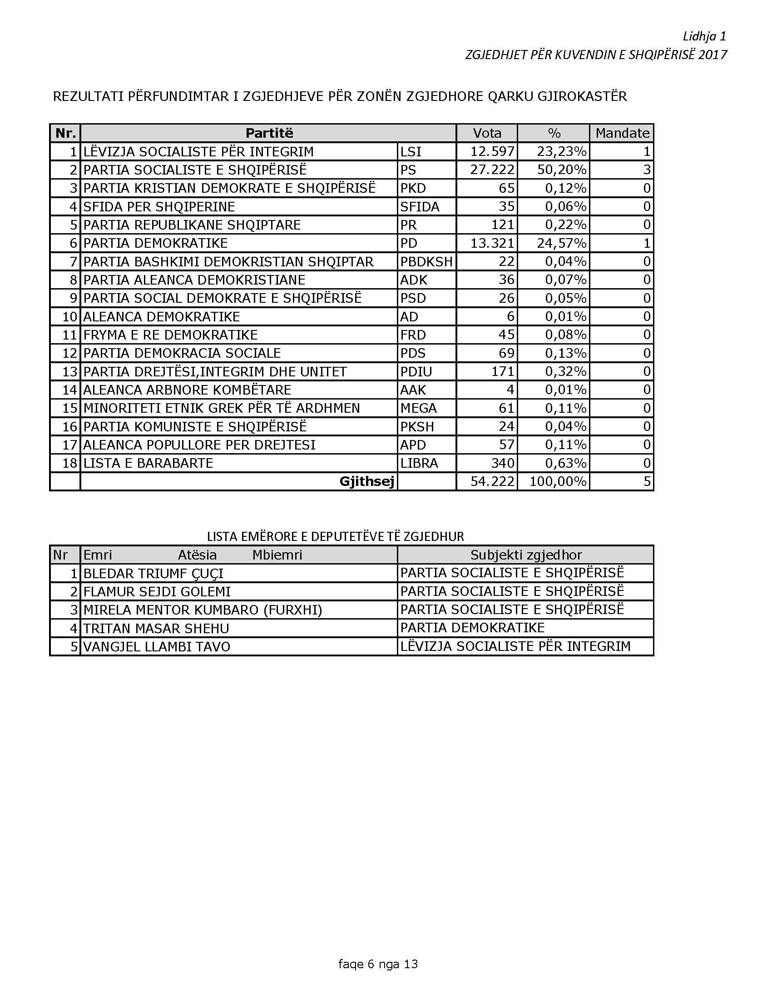 Lidhja 1
ZGJEDHJET PËR KUVENDIN E SHQIPËRISË 2017
REZULTATI PËRFUNDIMTAR I ZGJEDHJEVE PËR ZONËN ZGJEDHORE QARKU GJIROKASTËR
Nr. Partitë Vota % Mandate
1 LËVIZJA SOCIALISTE PËR INTEGRIM LSI 12.597 23,23% 1
2 PARTIA SOCIALISTE E SHQIPËRISË PS 27.222 50,20% 3
3 PARTIA KRISTIAN DEMOKRATE E SHQIPËRISË PKD 65 0,12% 0
4 SFIDA PER SHQIPERINE SFIDA 35 0,06% 0
5 PARTIA REPUBLIKANE SHQIPTARE PR 121 0,22% 0
6 PARTIA DEMOKRATIKE PD 13.321 24,57% 1
7 PARTIA BASHKIMI DEMOKRISTIAN SHQIPTAR PBDKSH 22 0,04% 0
8 PARTIA ALEANCA DEMOKRISTIANE ADK 36 0,07% 0
9 PARTIA SOCIAL DEMOKRATE E SHQIPËRISË PSD 26 0,05% 0
10 ALEANCA DEMOKRATIKE AD 6 0,01% 0
11 FRYMA E RE DEMOKRATIKE FRD 45 0,08% 0
12 PARTIA DEMOKRACIA SOCIALE PDS 69 0,13% 0
13 PARTIA DREJTËSI,INTEGRIM DHE UNITET PDIU 171 0,32% 0
14 ALEANCA ARBNORE KOMBËTARE AAK 4 0,01% 0
15 MINORITETI ETNIK GREK PËR TË ARDHMEN MEGA 61 0,11% 0
16 PARTIA KOMUNISTE E SHQIPËRISË PKSH 24 0,04% 0
17 ALEANCA POPULLORE PER DREJTESI APD 57 0,11% 0
18 LISTA E BARABARTE LIBRA 340 0,63% 0
Gjithsej 54.222 100,00% 5
LISTA EMËRORE E DEPUTETËVE TË ZGJEDHUR
Nr Emri Atësia Mbiemri Subjekti zgjedhor
1 BLEDAR TRIUMF ÇUÇI PARTIA SOCIALISTE E SHQIPËRISË
2 FLAMUR SEJDI GOLEMI PARTIA SOCIALISTE E SHQIPËRISË
3 MIRELA MENTOR KUMBARO (FURXHI) PARTIA SOCIALISTE E SHQIPËRISË
4 TRITAN MASAR SHEHU PARTIA DEMOKRATIKE
5 VANGJEL LLAMBI TAVO LËVIZJA SOCIALISTE PËR INTEGRIM
faqe 6 nga 13